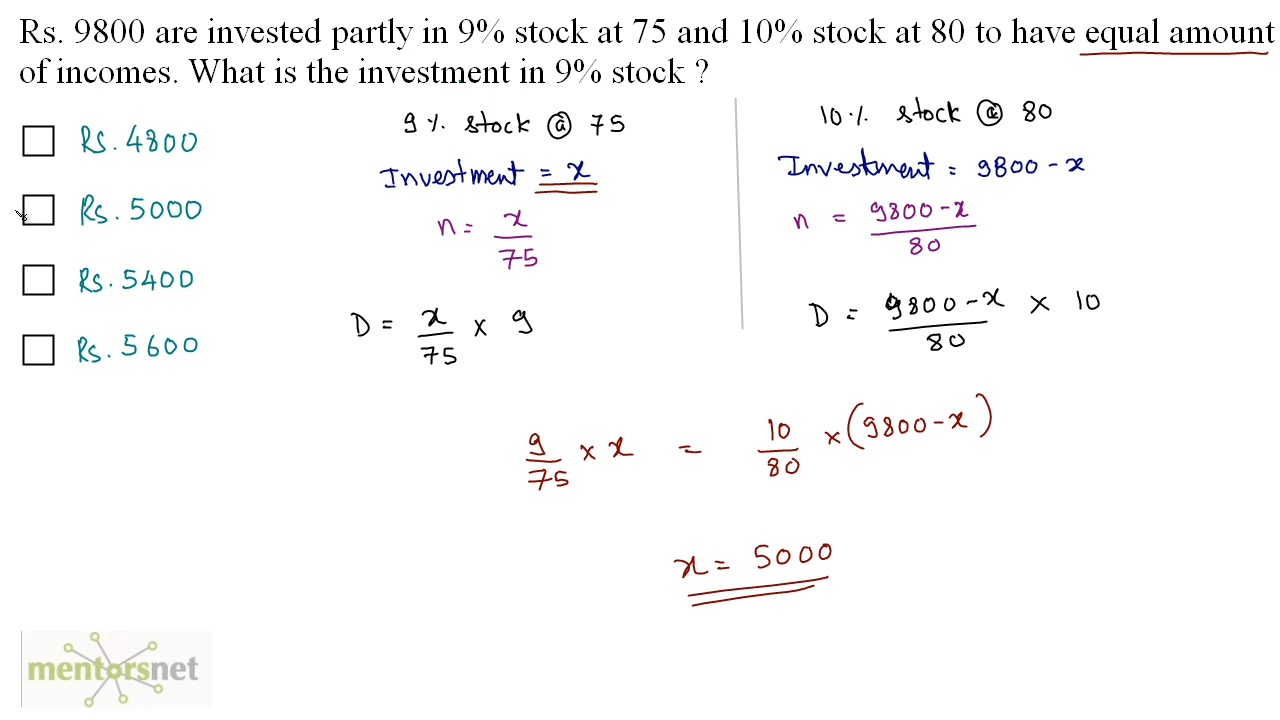 Rs. 9800 are invested partly in 9% stock at 75 and 10% stock at 80 to have equal amount
of incomes. What is the investment in 9% stock ?
Rs. 4800
Rs. 5000
Rs. 5400
Rs. 5600
9 % stock @ 75
Investment = x
n = x/75
D = x/75 × 9
10 % stock @ 80
Investment = 9800 - x
n = 9800 - x/80
D = 9800 - x/80 × 10
9/75 × x = 10/80 × (9800 - x)
x = 5000
mentorsnet